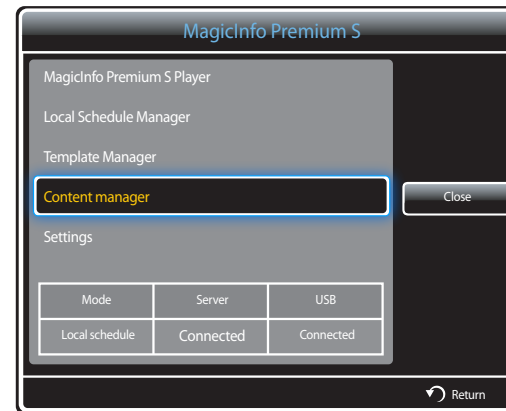 MagicInfo Premium S
MagicInfo Premium S Player
Local Schedule Manager
Template Manager
Content manager
Close
Settings
Mode Server USB
Local schedule Connected Connected
Return